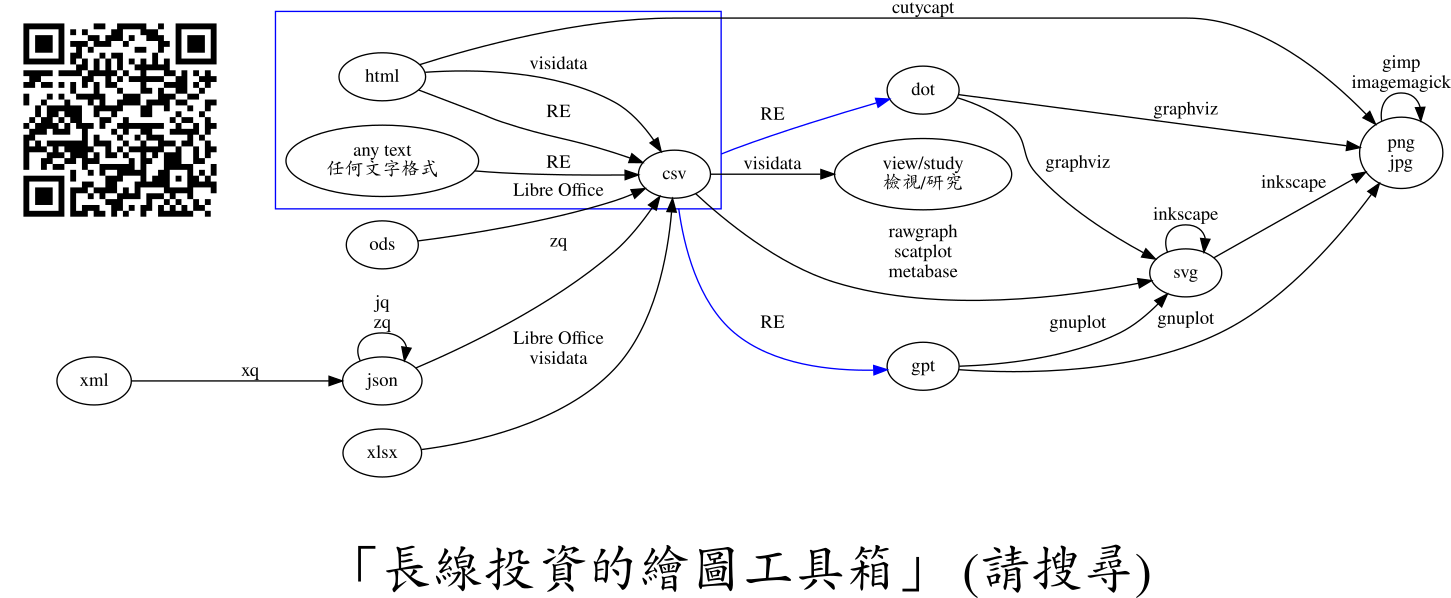 cutycapt
html
visidata
RE
any text
任何文字格式
RE
Libre Office
csv
ods
zq
jq
zq
Libre Office
visidata
xml
xq
json
xlsx
RE
dot
visidata
view/study
檢視/研究
rawgraph
scatplot
metabase
RE
gpt
graphviz
graphviz
inkscape
svg
inkscape
gnuplot
gnuplot
gimp
imagemagick
png
jpg
「長線投資的繪圖工具箱」 (請搜尋)